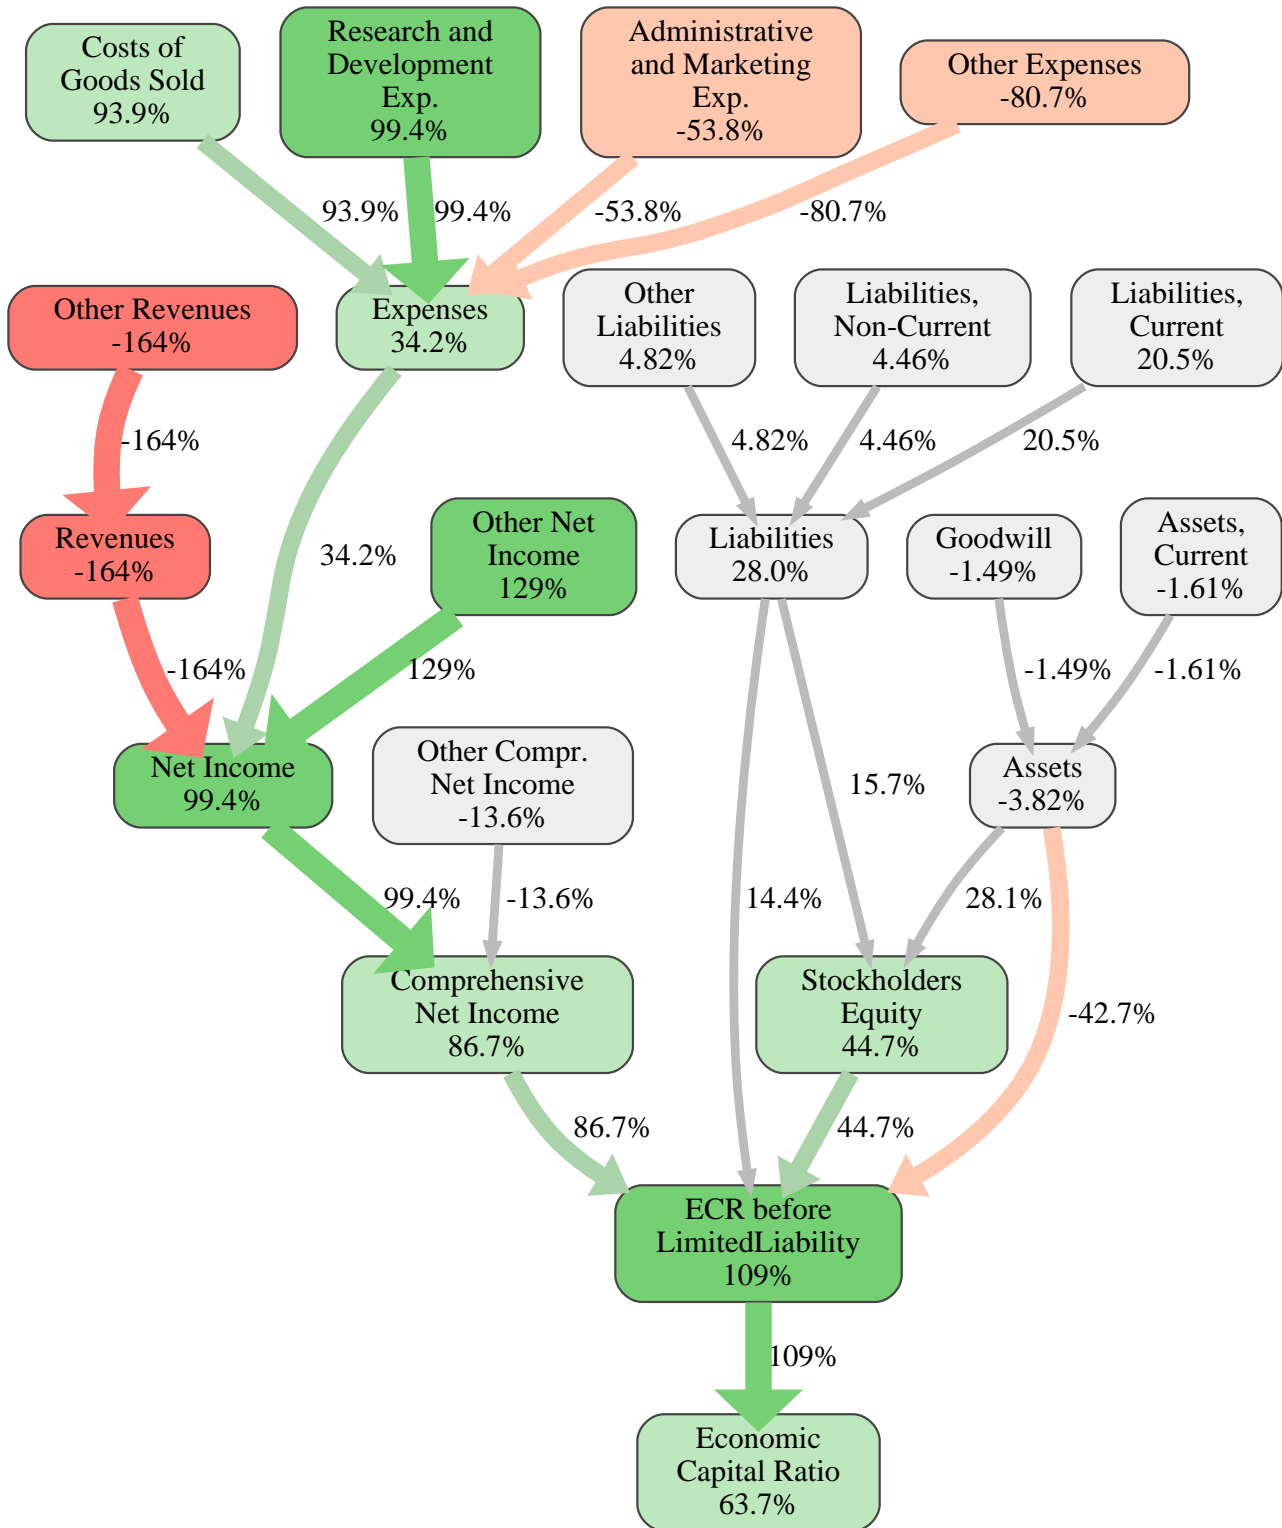 Costs of
Goods Sold
93.9%
Research and
Development
Exp.
99.4%
Administrative
and Marketing
Exp.
-53.8%
Other Expenses
-80.7%
93.9%
99.4%
-53.8%
-80.7%
Other Revenues
-164%
Expenses
34.2%
Other
Liabilities
4.82%
Liabilities,
Non-Current
4.46%
Liabilities,
Current
20.5%
-164%
4.82%
4.46%
20.5%
Revenues
-164%
34.2%
Other Net
Income
129%
Liabilities
28.0%
Goodwill
-1.49%
Assets,
Current
-1.61%
-164%
129%
-1.49%
-1.61%
Net Income
99.4%
Other Compr.
Net Income
-13.6%
15.7%
Assets
-3.82%
99.4%
-13.6%
14.4%
28.1%
Comprehensive
Net Income
86.7%
Stockholders
Equity
44.7%
-42.7%
86.7%
44.7%
ECR before
LimitedLiability
109%
109%
Economic
Capital Ratio
63.7%